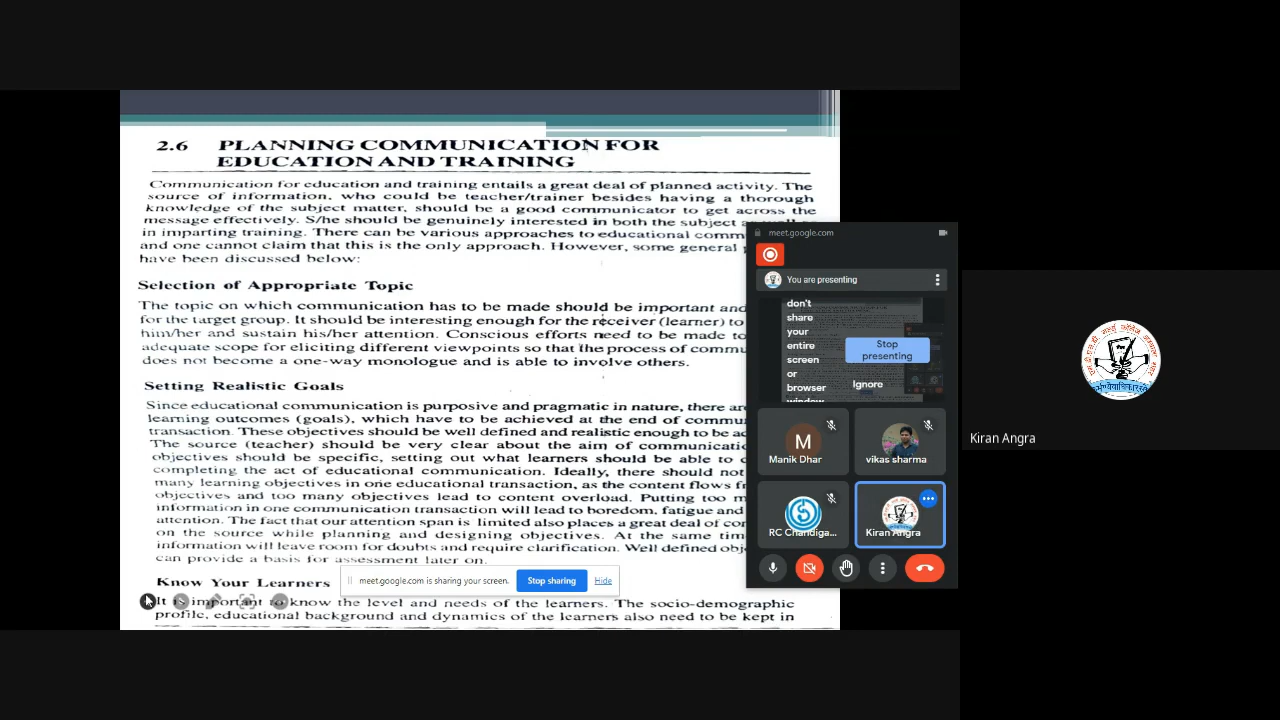 2.6 PLANNING COMMUNICATION FOR
EDUCATION AND TRAINING
Communication for education and training entails a great deal of planned activity. The
source of information, who could be teacher/trainer besides having a thorough
knowledge of the subject matter, should be a good communicator to get across the
message effectively. S/he should be genuinely interested in both the subject as well as
in imparting training. There can be various approaches to educational comm
and one cannot claim that this is the only approach. However, some general p
have been discussed below:
Selection of Appropriate Topic
The topic on which communication has to be made should be important and
for the target group. It should be interesting enough for the receiver (learner) to
him/her and sustain his/her attention. Conscious efforts need to be made to
adequate scope for eliciting different viewpoints so that the process of commu
does not become a one-way monologue and is able to involve others.
Setting Realistic Goals
Since educational communication is purposive and pragmatic in nature, there are
learning outcomes (goals), which have to be achieved at the end of commu
transaction. These objectives should be well defined and realistic enough to be ac
The source (teacher) should be very clear about the aim of communicatio
objectives should be specific, setting out what learners should be able to d
completing the act of educational communication. Ideally, there should not
many learning objectives in one educational transaction, as the content flows fr
objectives and too many objectives lead to content overload. Putting too m
information in one communication transaction will lead to boredom, fatigue and
attention. The fact that our attention span is limited also places a great deal of con
on the source while planning and designing objectives. At the same tim
information will leave room for doubts and require clarification. Well defined obj
can provide a basis for assessment later on.
Know Your Learners
It is important to know the level and needs of the learners. The socio-demographic
profile, educational background and dynamics of the learners also need to be kept in
meet.google.com is sharing your screen. Stop sharing Hide
meet.google.com
You are presenting
don't
share
your
entire
screen
or
browser
window
Stop
presenting
Ignore
M
Manik Dhar
vikas sharma
RC Chandiga...
Kiran Angra
Kiran Angra